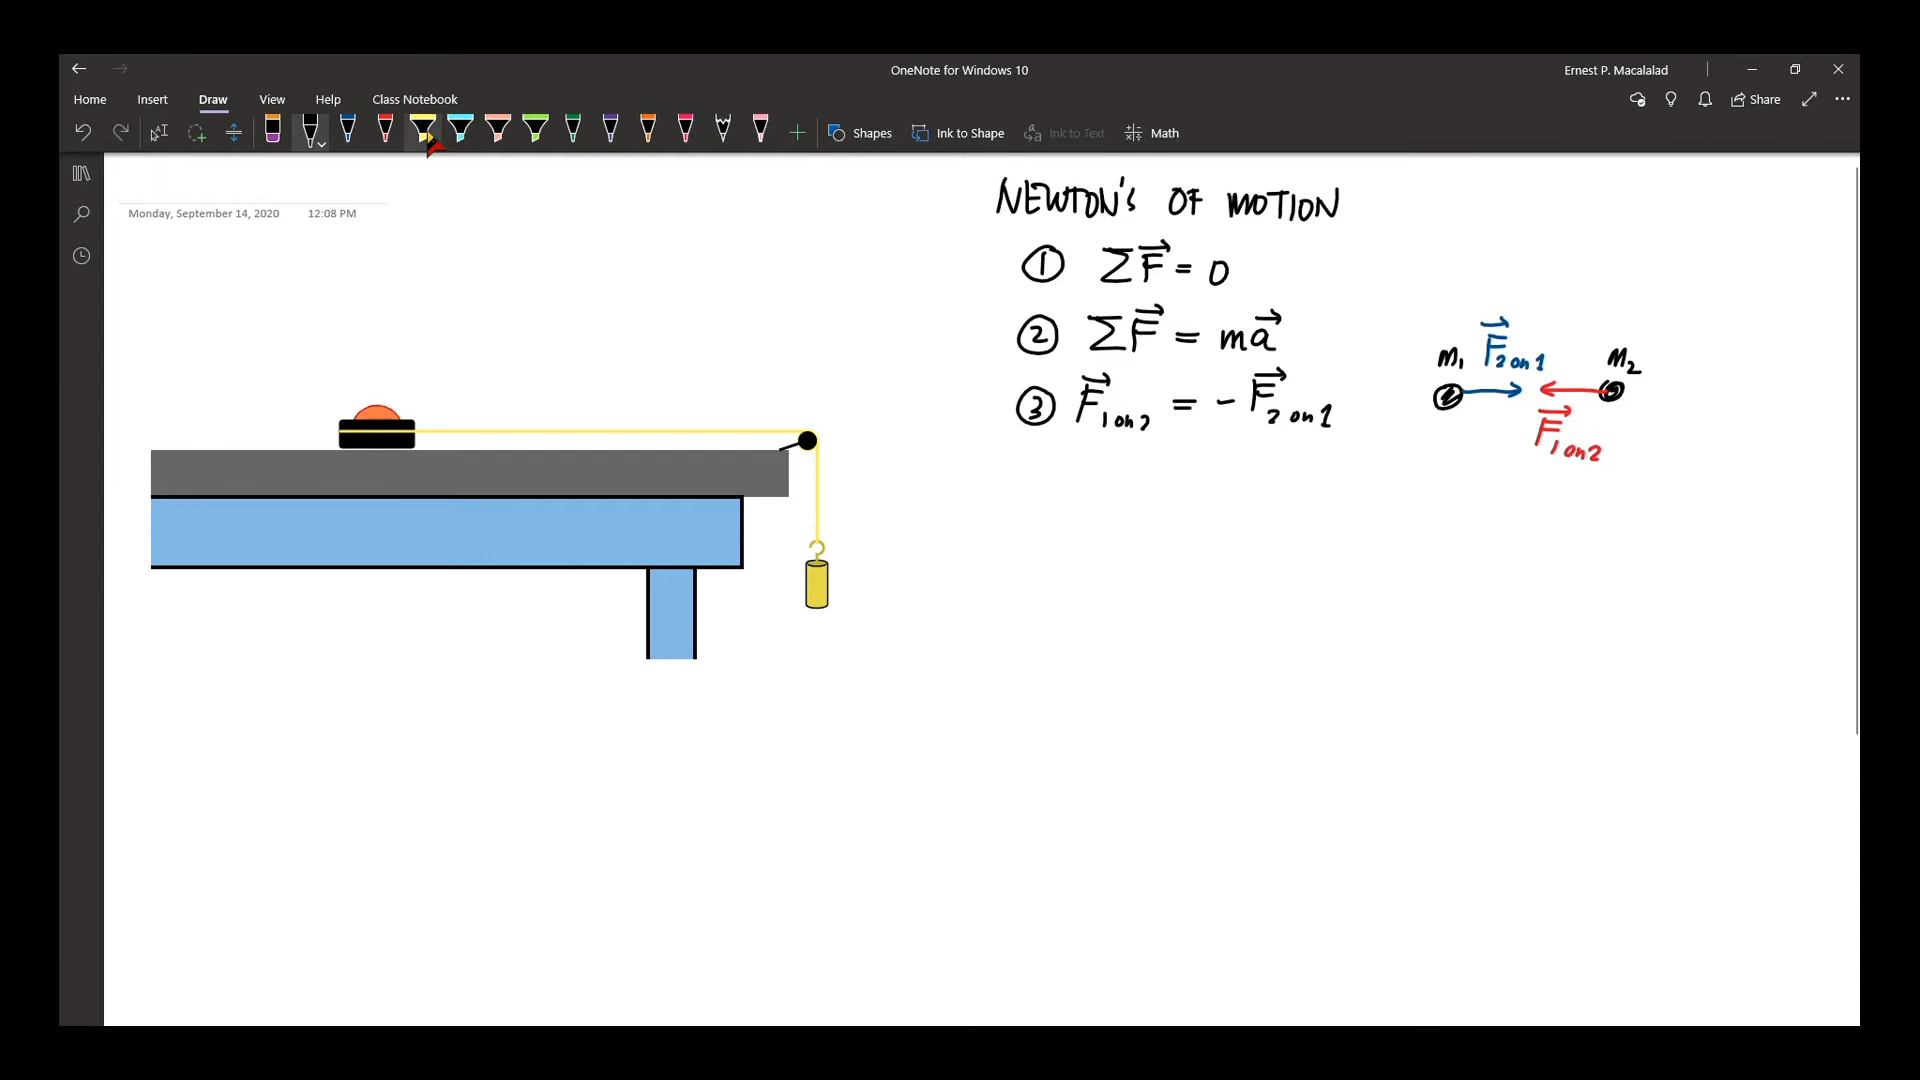 OneNote for Windows 10
Ernest P. Macalalad
Home Insert Draw View Help Class Notebook
Share
Shapes Ink to Shape Ink to Text Math
Monday, September 14, 2020 12:08 PM
NEWTON'S OF MOTION
① ΣF⃗ = 0
② ΣF⃗ = ma⃗
③ F⃗1 on 2 = - F⃗2 on 1
m1 F⃗2 on 1 m2
F⃗1 on 2